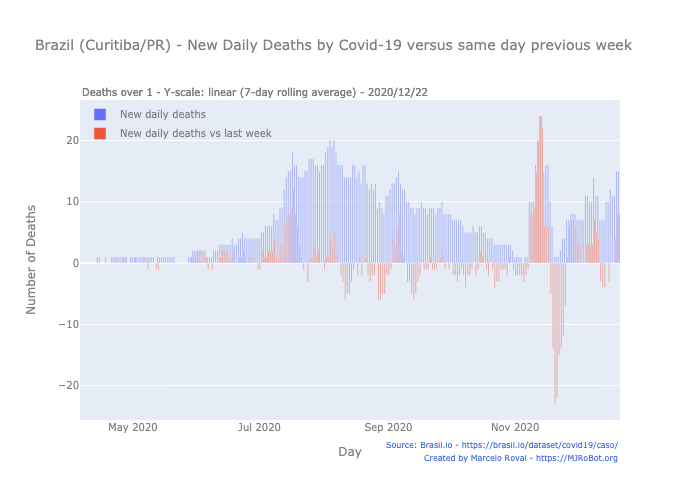 Brazil (Curitiba/PR) - New Daily Deaths by Covid-19 versus same day previous week
Deaths over 1 - Y-scale: linear (7-day rolling average) - 2020/12/22
New daily deaths
New daily deaths vs last week
20
10
0
−10
−20
Number of Deaths
May 2020
Jul 2020
Sep 2020
Nov 2020
Day
Source: Brasil.io - https://brasil.io/dataset/covid19/caso/
Created by Marcelo Rovai - https://MJRoBot.org